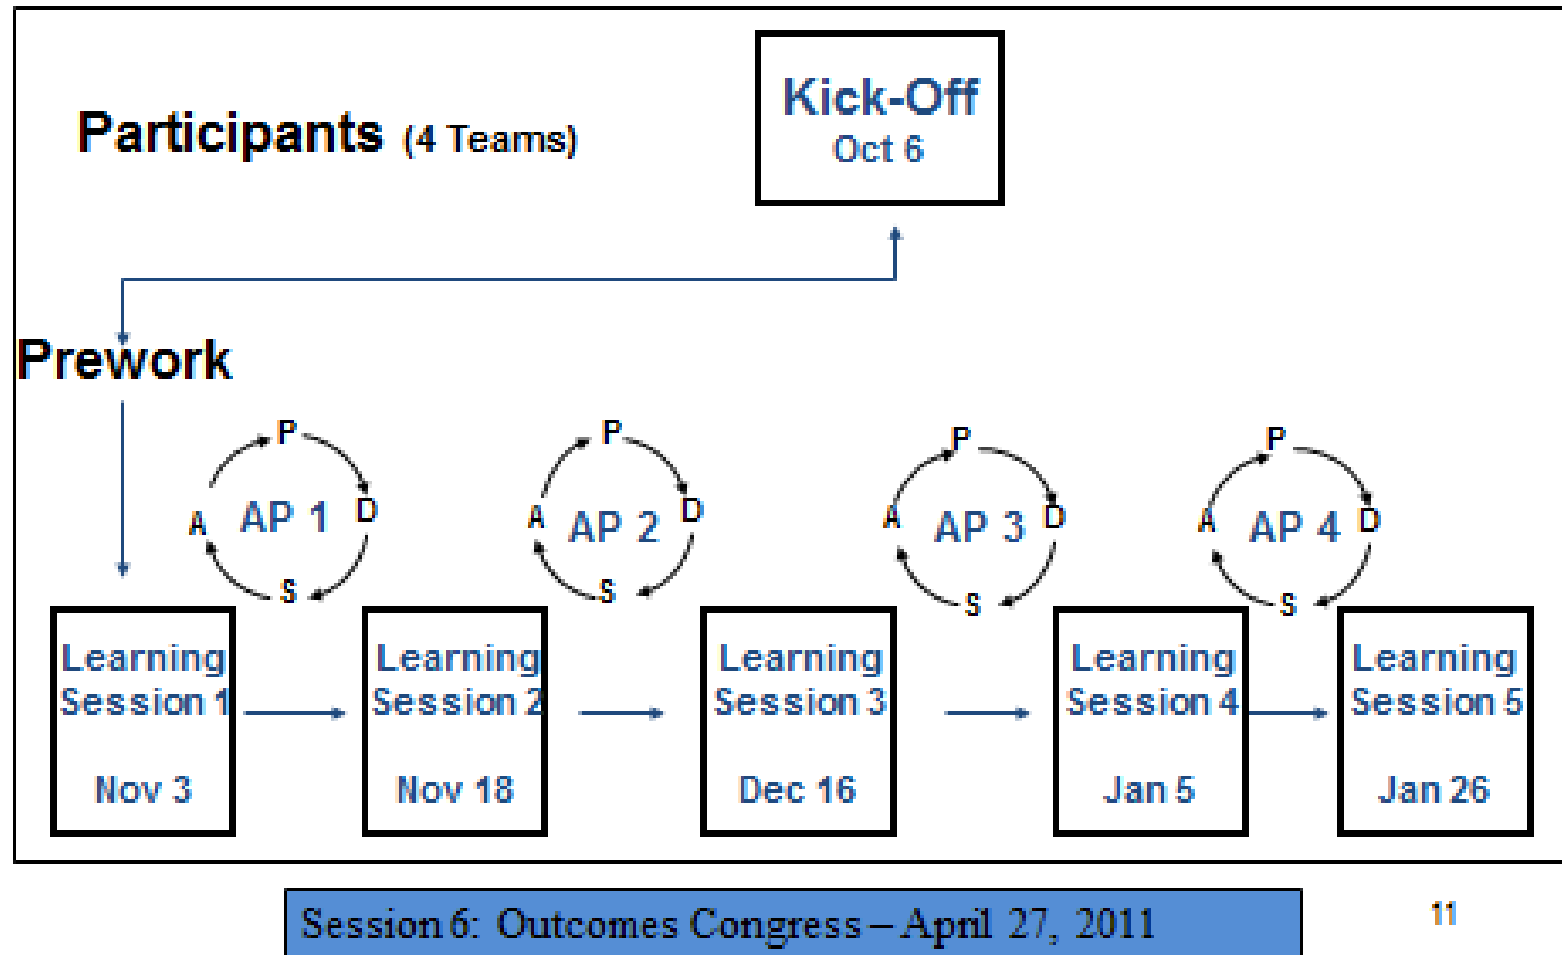 Kick-Off
Oct 6
Participants (4 Teams)
Prework
P
A AP 1 D
S
P
A AP 2 D
S
P
A AP 3 D
S
P
A AP 4 D
S
Learning
Session 1
Nov 3
Learning
Session 2
Nov 18
Learning
Session 3
Dec 16
Learning
Session 4
Jan 5
Learning
Session 5
Jan 26
Session 6: Outcomes Congress – April 27, 2011
11